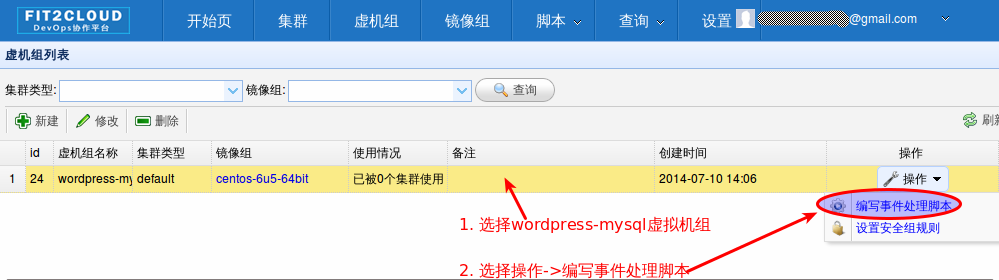 FIT2CLOUD
DevOps协作平台
开始页 集群 虚机组 镜像组 脚本 查询 设置 @gmail.com
虚机组列表
集群类型: 镜像组: 查询
新建 修改 删除 刷新
id 虚机组名称 集群类型 镜像组 使用情况 备注 创建时间 操作
1 24 wordpress-my default centos-6u5-64bit 已被0个集群使用 2014-07-10 14:06 操作
编写事件处理脚本
1. 选择wordpress-mysql虚拟机组
设置安全组规则
2. 选择操作->编写事件处理脚本